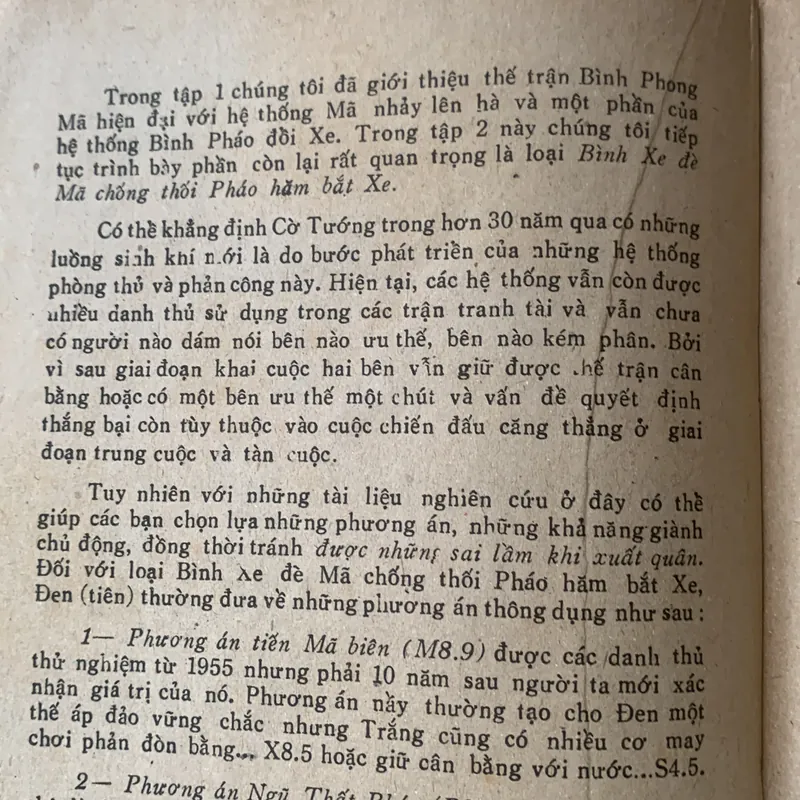 Trong tập 1 chúng tôi đã giới thiệu thế trận Bình Phong
Mã hiện đại với hệ thống Mã nhảy lên hà và một phần của
hệ thống Bình Pháo đồi Xe. Trong tập 2 này chúng tôi tiếp
tục trình bày phần còn lại rất quan trọng là loại Bình Xe đè
Mã chống thối Pháo hăm bắt Xe.
Có thể khẳng định Cờ Tướng trong hơn 30 năm qua có những
luồng sinh khí mới là do bước phát triển của những hệ thống
phòng thủ và phản công này. Hiện tại, các hệ thống vẫn còn được
nhiều danh thủ sử dụng trong các trận tranh tài và vẫn chưa
có người nào dám nói bên nào ưu thế, bên nào kém phân. Bởi
vì sau giai đoạn khai cuộc hai bên vẫn giữ được thế trận cân
bằng hoặc có một bên ưu thế một chút và vấn đề quyết định
thắng bại còn tùy thuộc vào cuộc chiến đấu căng thẳng ở giai
đoạn trung cuộc và tàn cuộc.
Tuy nhiên với những tài liệu nghiên cứu ở đây có thể
giúp các bạn chọn lựa những phương án, những khả năng giành
chủ động, đồng thời tránh được những sai lầm khi xuất quân.
Đối với loại Bình Xe đè Mã chống thối Pháo hăm bắt Xe,
Đen (tiên) thường đưa về những phương án thông dụng như sau :
1— Phương án tiến Mã biên (M8.9) được các danh thủ
thử nghiệm từ 1955 nhưng phải 10 năm sau người ta mới xác
nhận giá trị của nó. Phương án nầy thường tạo cho Đen một
thế áp đảo vững chắc nhưng Trắng cũng có nhiều cơ may
chơi phản đòn bằng... X8.5 hoặc giữ cân bằng với nước...S4.5.
2— Phương án Ngũ Thất